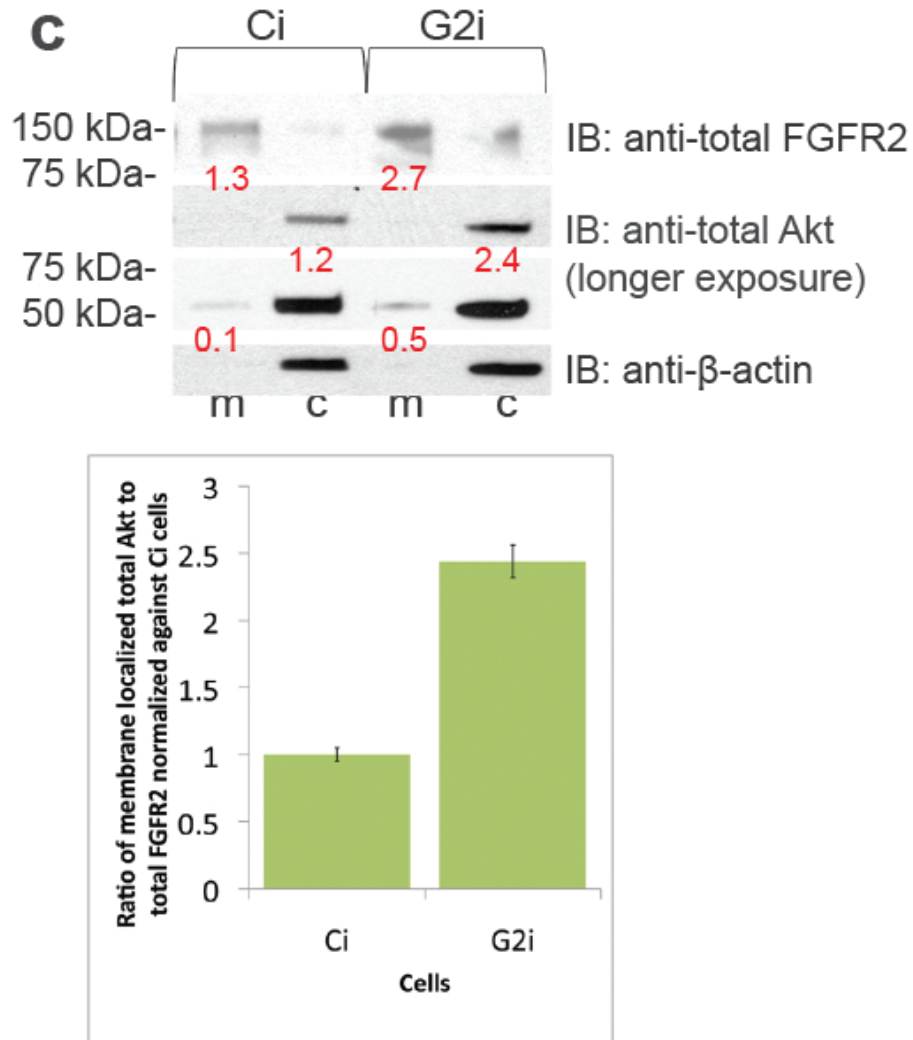 c
Ci G2i
150 kDa- IB: anti-total FGFR2
75 kDa-
1.3 2.7
IB: anti-total Akt
1.2 2.4
75 kDa- (longer exposure)
50 kDa-
0.1 0.5
IB: anti-β-actin
m c m c
Ratio of membrane localized total Akt to
total FGFR2 normalized against Ci cells
3
2.5
2
1.5
1
0.5
0
Ci G2i
Cells